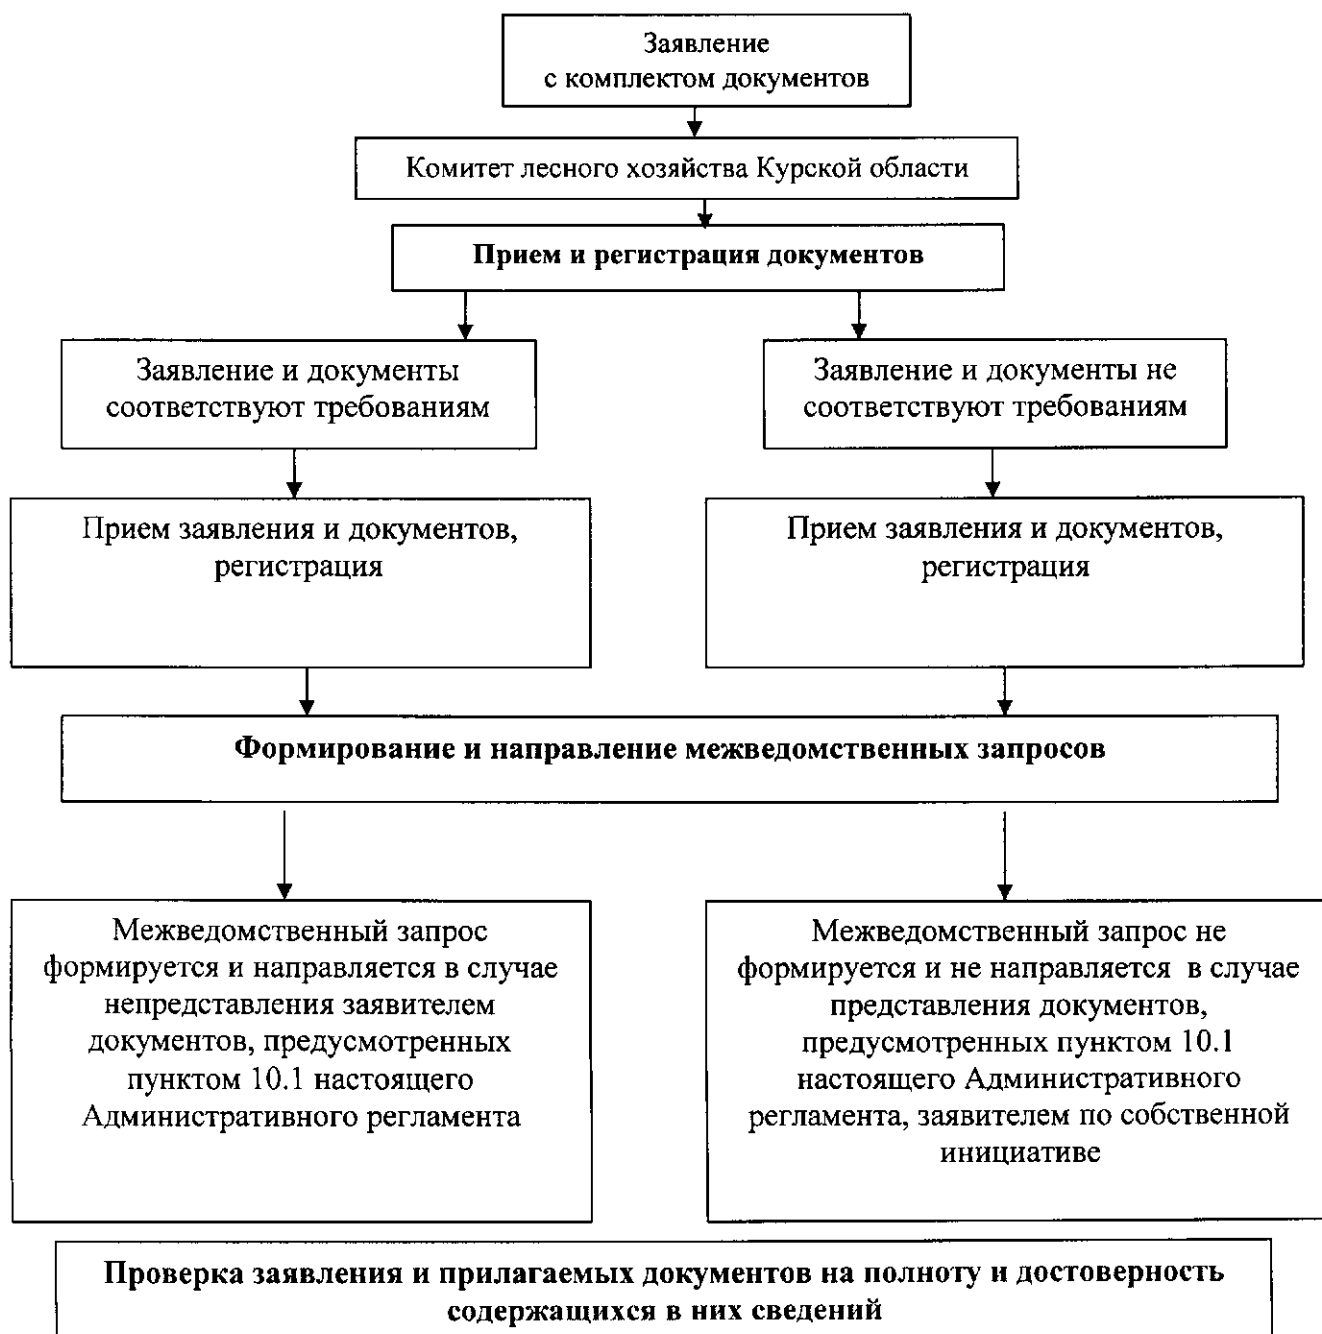 Заявление
с комплектом документов
Комитет лесного хозяйства Курской области
Прием и регистрация документов
Заявление и документы
соответствуют требованиям
Заявление и документы не
соответствуют требованиям
Прием заявления и документов,
регистрация
Прием заявления и документов,
регистрация
Формирование и направление межведомственных запросов
Межведомственный запрос
формируется и направляется в случае
непредставления заявителем
документов, предусмотренных
пунктом 10.1 настоящего
Административного регламента
Межведомственный запрос не
формируется и не направляется в случае
представления документов,
предусмотренных пунктом 10.1
настоящего Административного
регламента, заявителем по собственной
инициативе
Проверка заявления и прилагаемых документов на полноту и достоверность
содержащихся в них сведений